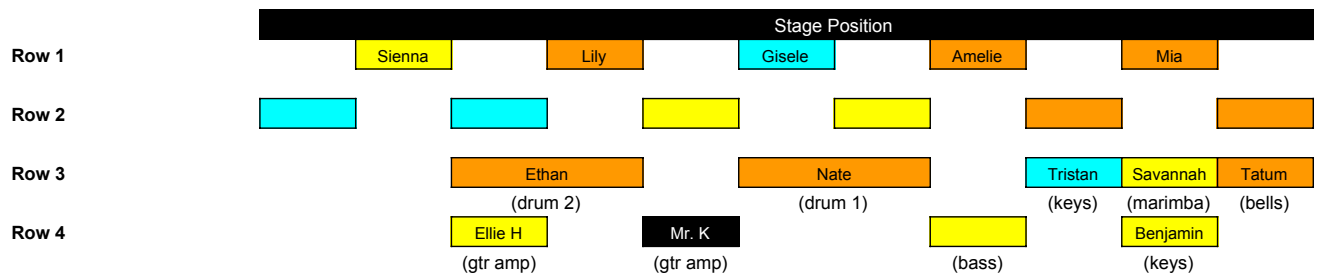 Stage Position
Row 1 Sienna Lily Gisele Amelie Mia
Row 2
Row 3 Ethan Nate Tristan Savannah Tatum
(drum 2) (drum 1) (keys) (marimba) (bells)
Row 4 Ellie H Mr. K Benjamin
(gtr amp) (gtr amp) (bass) (keys)